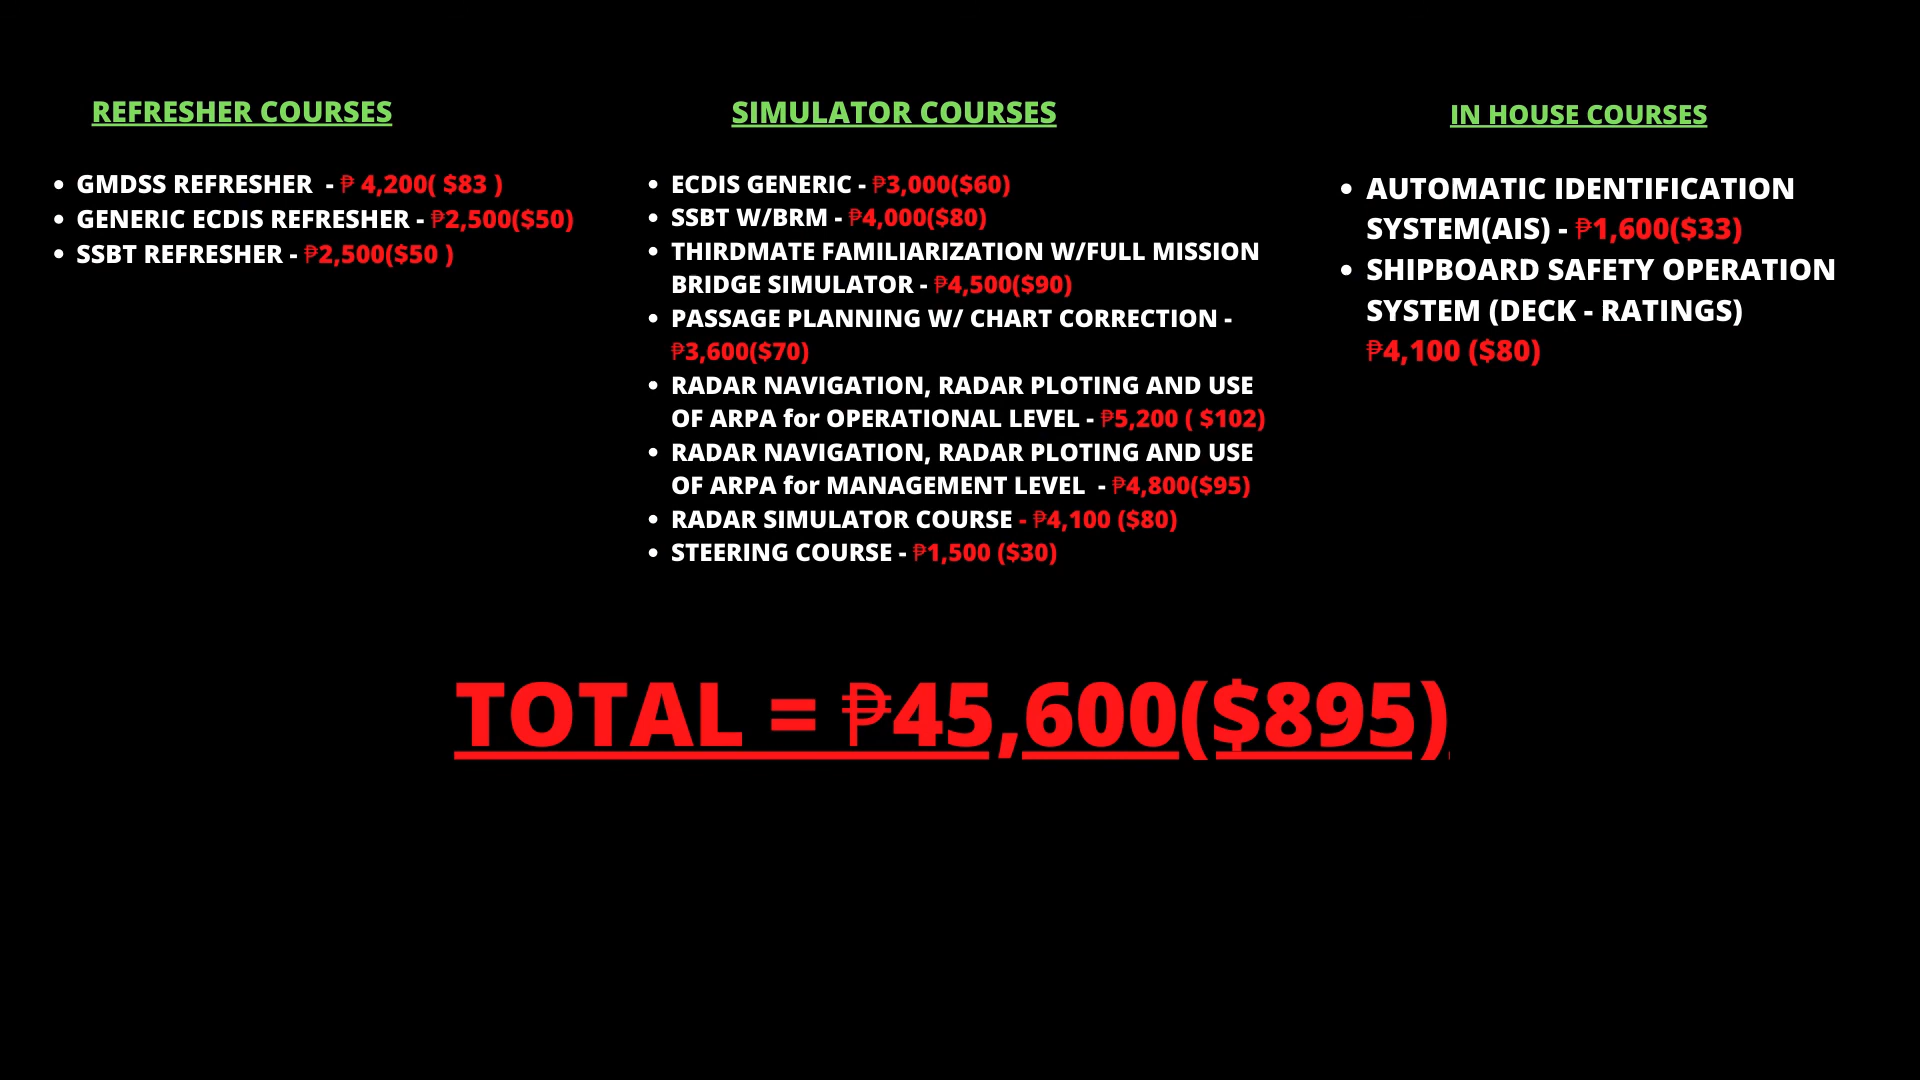 REFRESHER COURSES
• GMDSS REFRESHER - ₱ 4,200( $83 )
• GENERIC ECDIS REFRESHER - ₱2,500($50)
• SSBT REFRESHER - ₱2,500($50 )
SIMULATOR COURSES
• ECDIS GENERIC - ₱3,000($60)
• SSBT W/BRM - ₱4,000($80)
• THIRDMATE FAMILIARIZATION W/FULL MISSION
BRIDGE SIMULATOR - ₱4,500($90)
• PASSAGE PLANNING W/ CHART CORRECTION -
₱3,600($70)
• RADAR NAVIGATION, RADAR PLOTING AND USE
OF ARPA for OPERATIONAL LEVEL - ₱5,200 ( $102)
• RADAR NAVIGATION, RADAR PLOTING AND USE
OF ARPA for MANAGEMENT LEVEL - ₱4,800($95)
• RADAR SIMULATOR COURSE - ₱4,100 ($80)
• STEERING COURSE - ₱1,500 ($30)
IN HOUSE COURSES
• AUTOMATIC IDENTIFICATION
SYSTEM(AIS) - ₱1,600($33)
• SHIPBOARD SAFETY OPERATION
SYSTEM (DECK - RATINGS)
₱4,100 ($80)
TOTAL = ₱45,600($895)